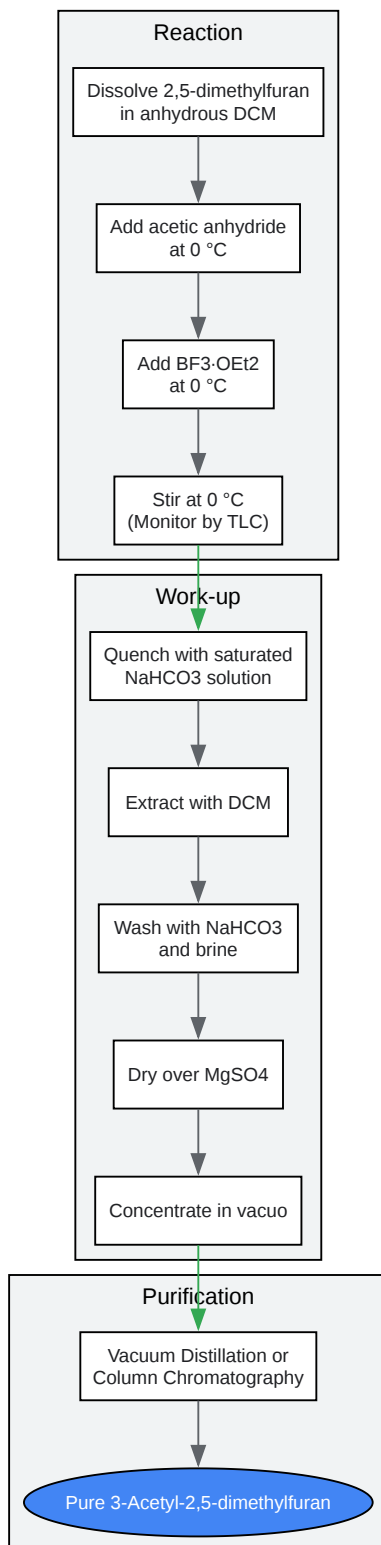 Reaction
Dissolve 2,5-dimethylfuran
in anhydrous DCM
Add acetic anhydride
at 0 °C
Add BF3·OEt2
at 0 °C
Stir at 0 °C
(Monitor by TLC)
Work-up
Quench with saturated
NaHCO3 solution
Extract with DCM
Wash with NaHCO3
and brine
Dry over MgSO4
Concentrate in vacuo
Purification
Vacuum Distillation or
Column Chromatography
Pure 3-Acetyl-2,5-dimethylfuran